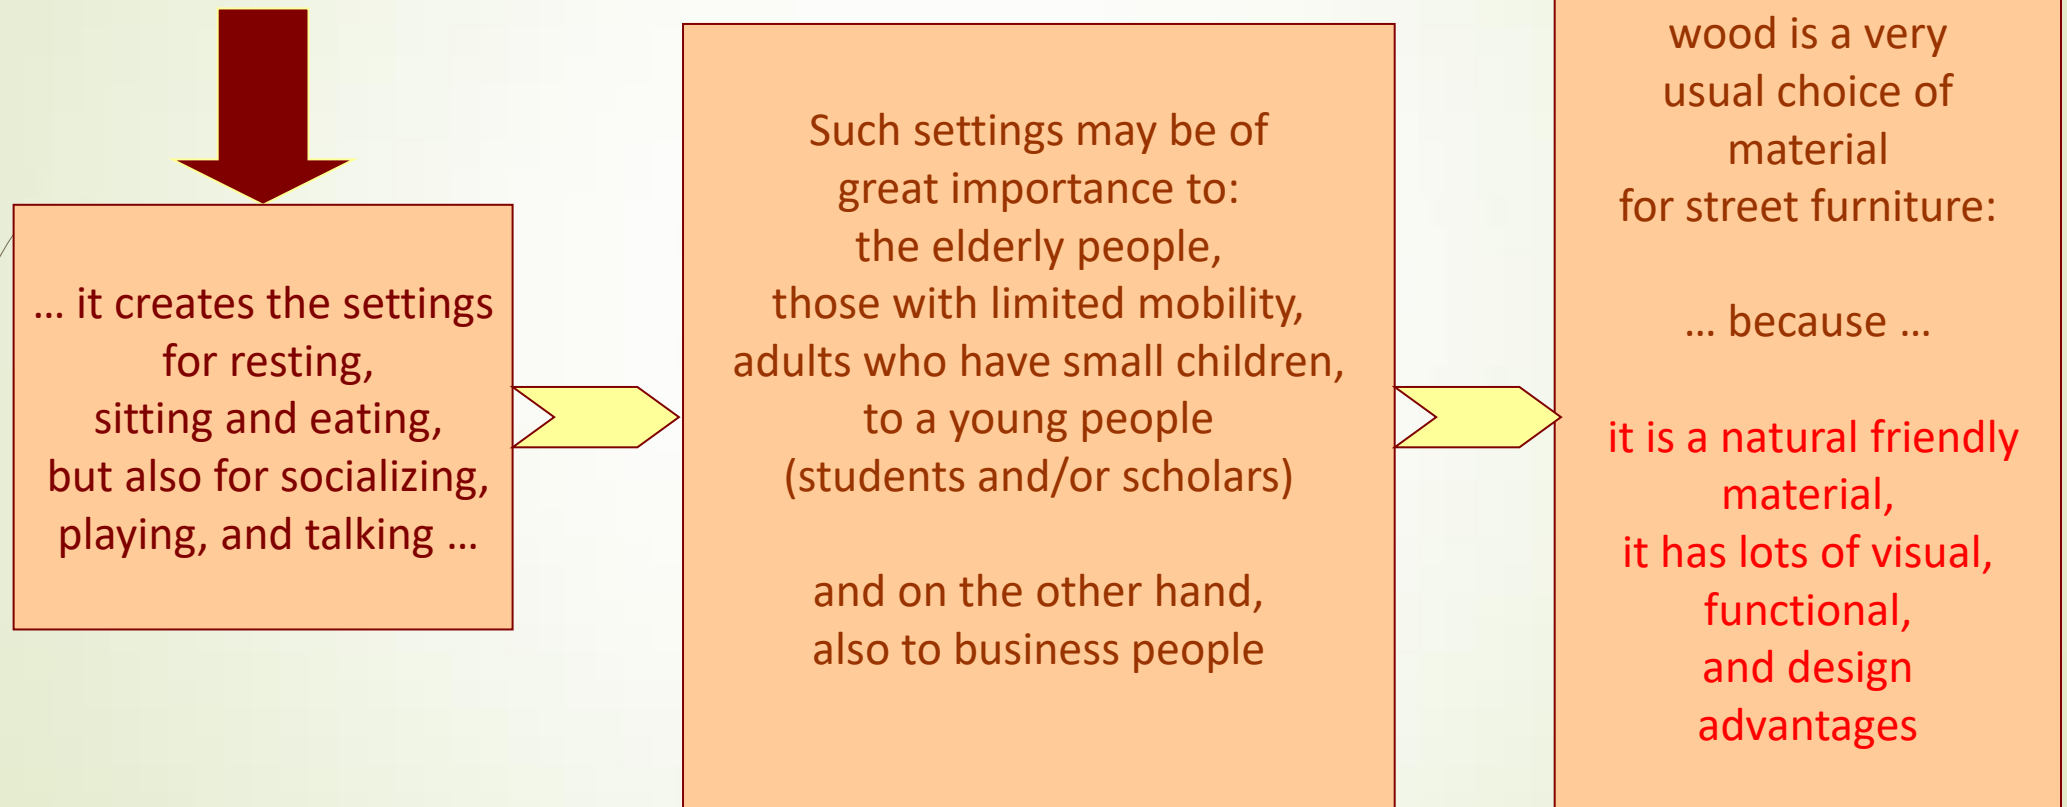 ... it creates the settings
for resting,
sitting and eating,
but also for socializing,
playing, and talking ...
Such settings may be of
great importance to:
the elderly people,
those with limited mobility,
adults who have small children,
to a young people
(students and/or scholars)
and on the other hand,
also to business people
wood is a very
usual choice of
material
for street furniture:
... because ...
it is a natural friendly
material,
it has lots of visual,
functional,
and design
advantages